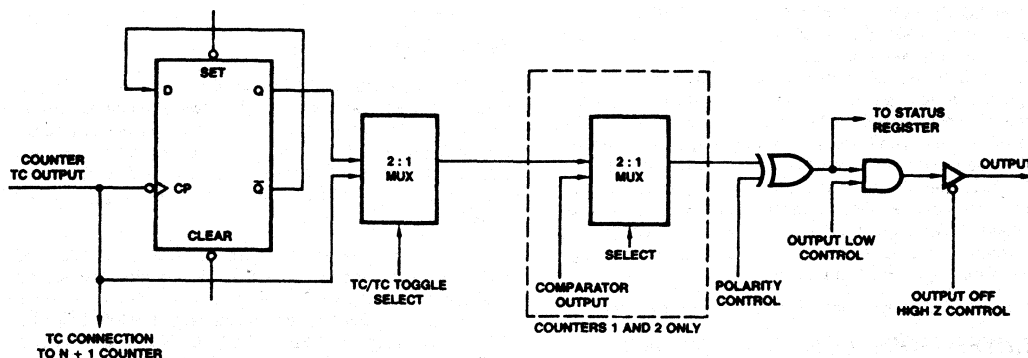 SET
D
Q
COUNTER
TC OUTPUT
CP
Q
CLEAR
2 : 1
MUX
TC/TC TOGGLE
SELECT
TC CONNECTION
TO N + 1 COUNTER
2 : 1
MUX
SELECT
COMPARATOR
OUTPUT
COUNTERS 1 AND 2 ONLY
POLARITY
CONTROL
TO STATUS
REGISTER
OUTPUT LOW
CONTROL
OUTPUT
OUTPUT OFF
HIGH Z CONTROL